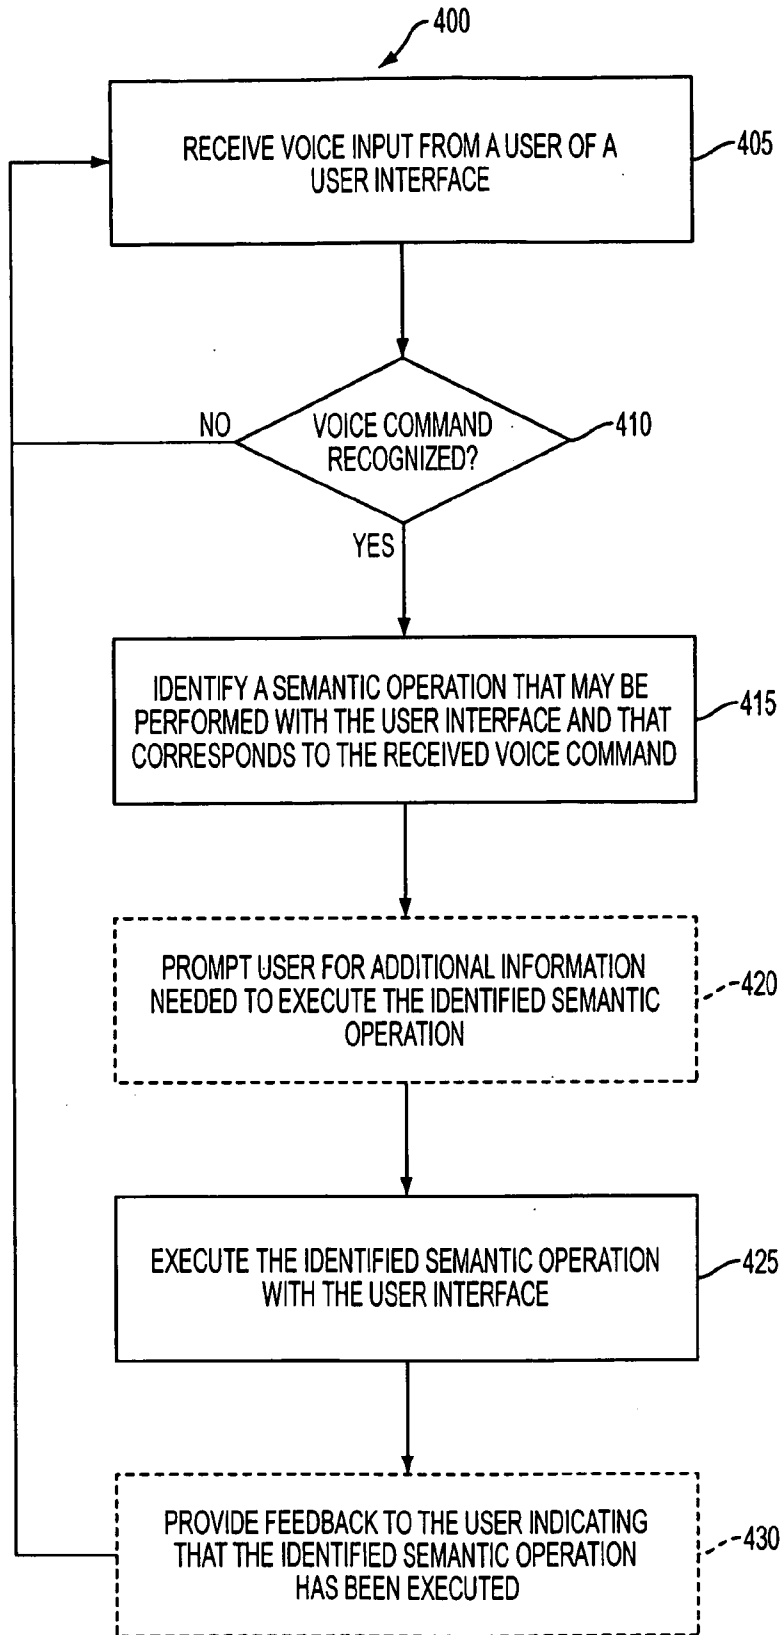 400
RECEIVE VOICE INPUT FROM A USER OF A
USER INTERFACE
405
NO
VOICE COMMAND
RECOGNIZED?
410
YES
IDENTIFY A SEMANTIC OPERATION THAT MAY BE
PERFORMED WITH THE USER INTERFACE AND THAT
CORRESPONDS TO THE RECEIVED VOICE COMMAND
415
PROMPT USER FOR ADDITIONAL INFORMATION
NEEDED TO EXECUTE THE IDENTIFIED SEMANTIC
OPERATION
420
EXECUTE THE IDENTIFIED SEMANTIC OPERATION
WITH THE USER INTERFACE
425
PROVIDE FEEDBACK TO THE USER INDICATING
THAT THE IDENTIFIED SEMANTIC OPERATION
HAS BEEN EXECUTED
430